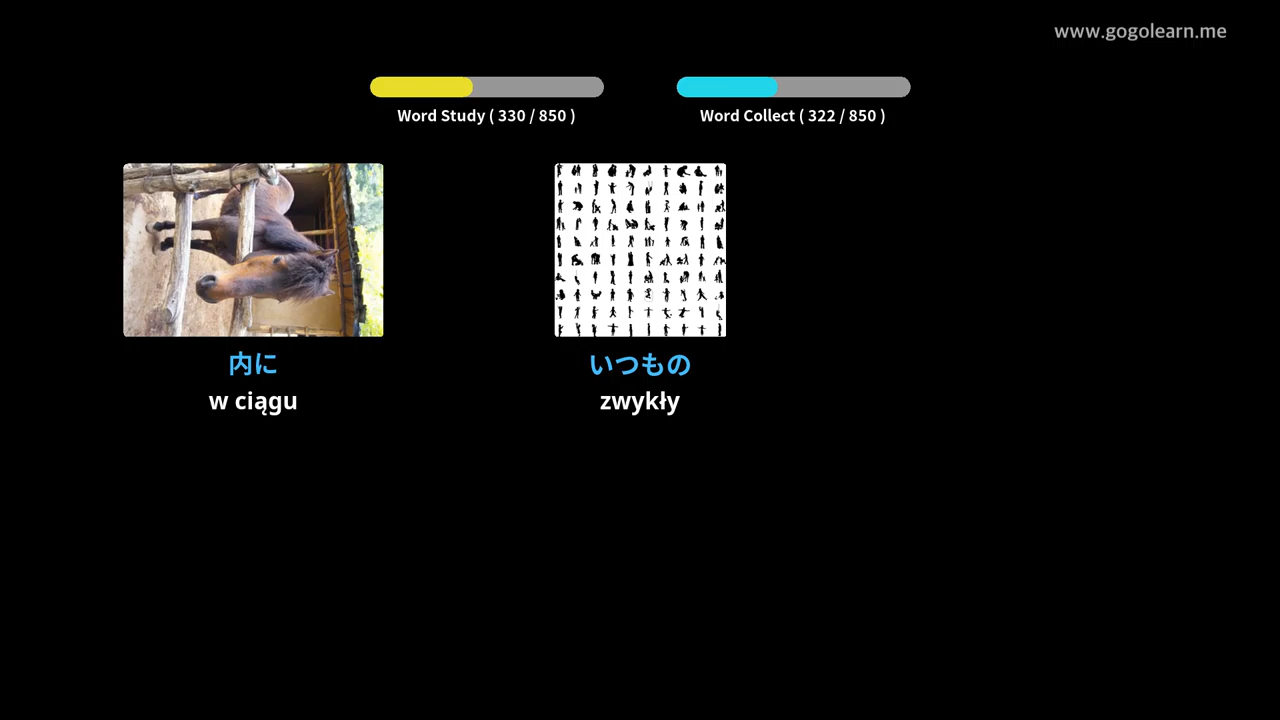 www.gogolearn.me
Word Study ( 330 / 850 )
Word Collect ( 322 / 850 )
内に
w ciągu
いつもの
zwykły